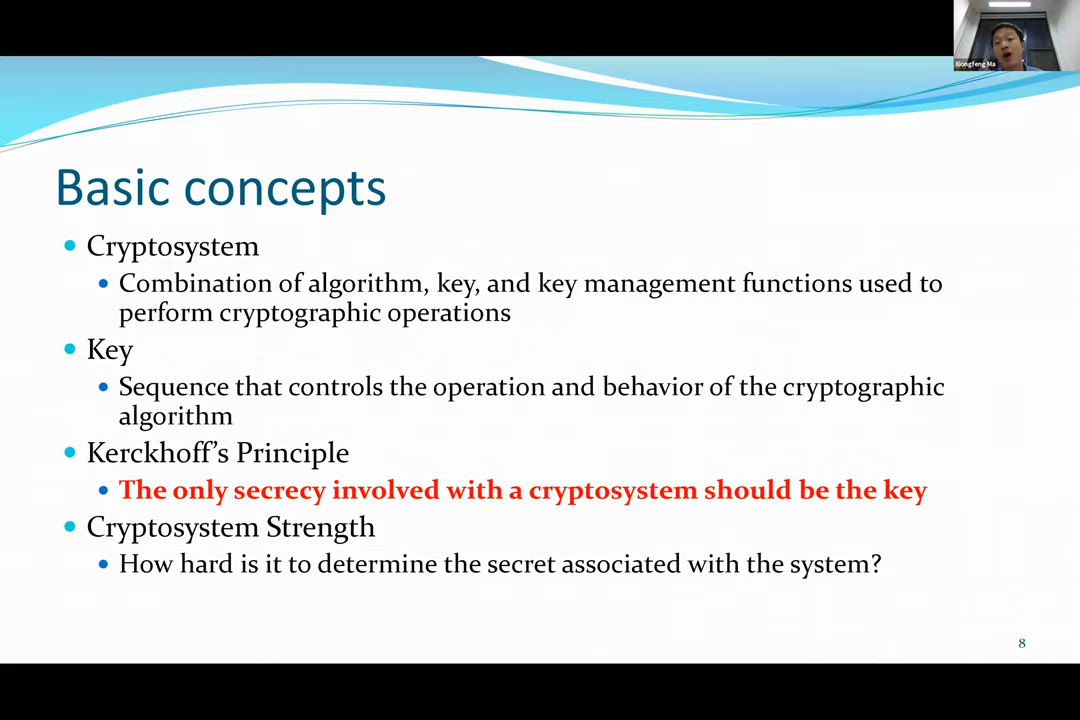 Xiongfeng Ma
Basic concepts
Cryptosystem
Combination of algorithm, key, and key management functions used to
perform cryptographic operations
Key
Sequence that controls the operation and behavior of the cryptographic
algorithm
Kerckhoff’s Principle
The only secrecy involved with a cryptosystem should be the key
Cryptosystem Strength
How hard is it to determine the secret associated with the system?
8